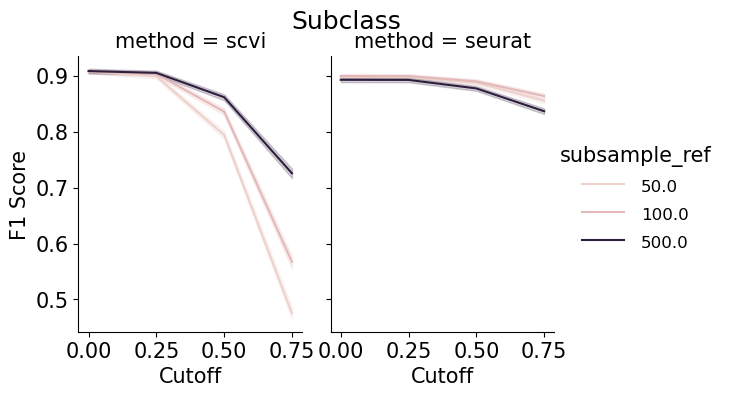 Subclass
method = scvi
method = seurat
F1 Score
0.9
0.8
0.7
0.6
0.5
0.00 0.25 0.50 0.75
0.00 0.25 0.50 0.75
Cutoff
Cutoff
subsample_ref
50.0
100.0
500.0